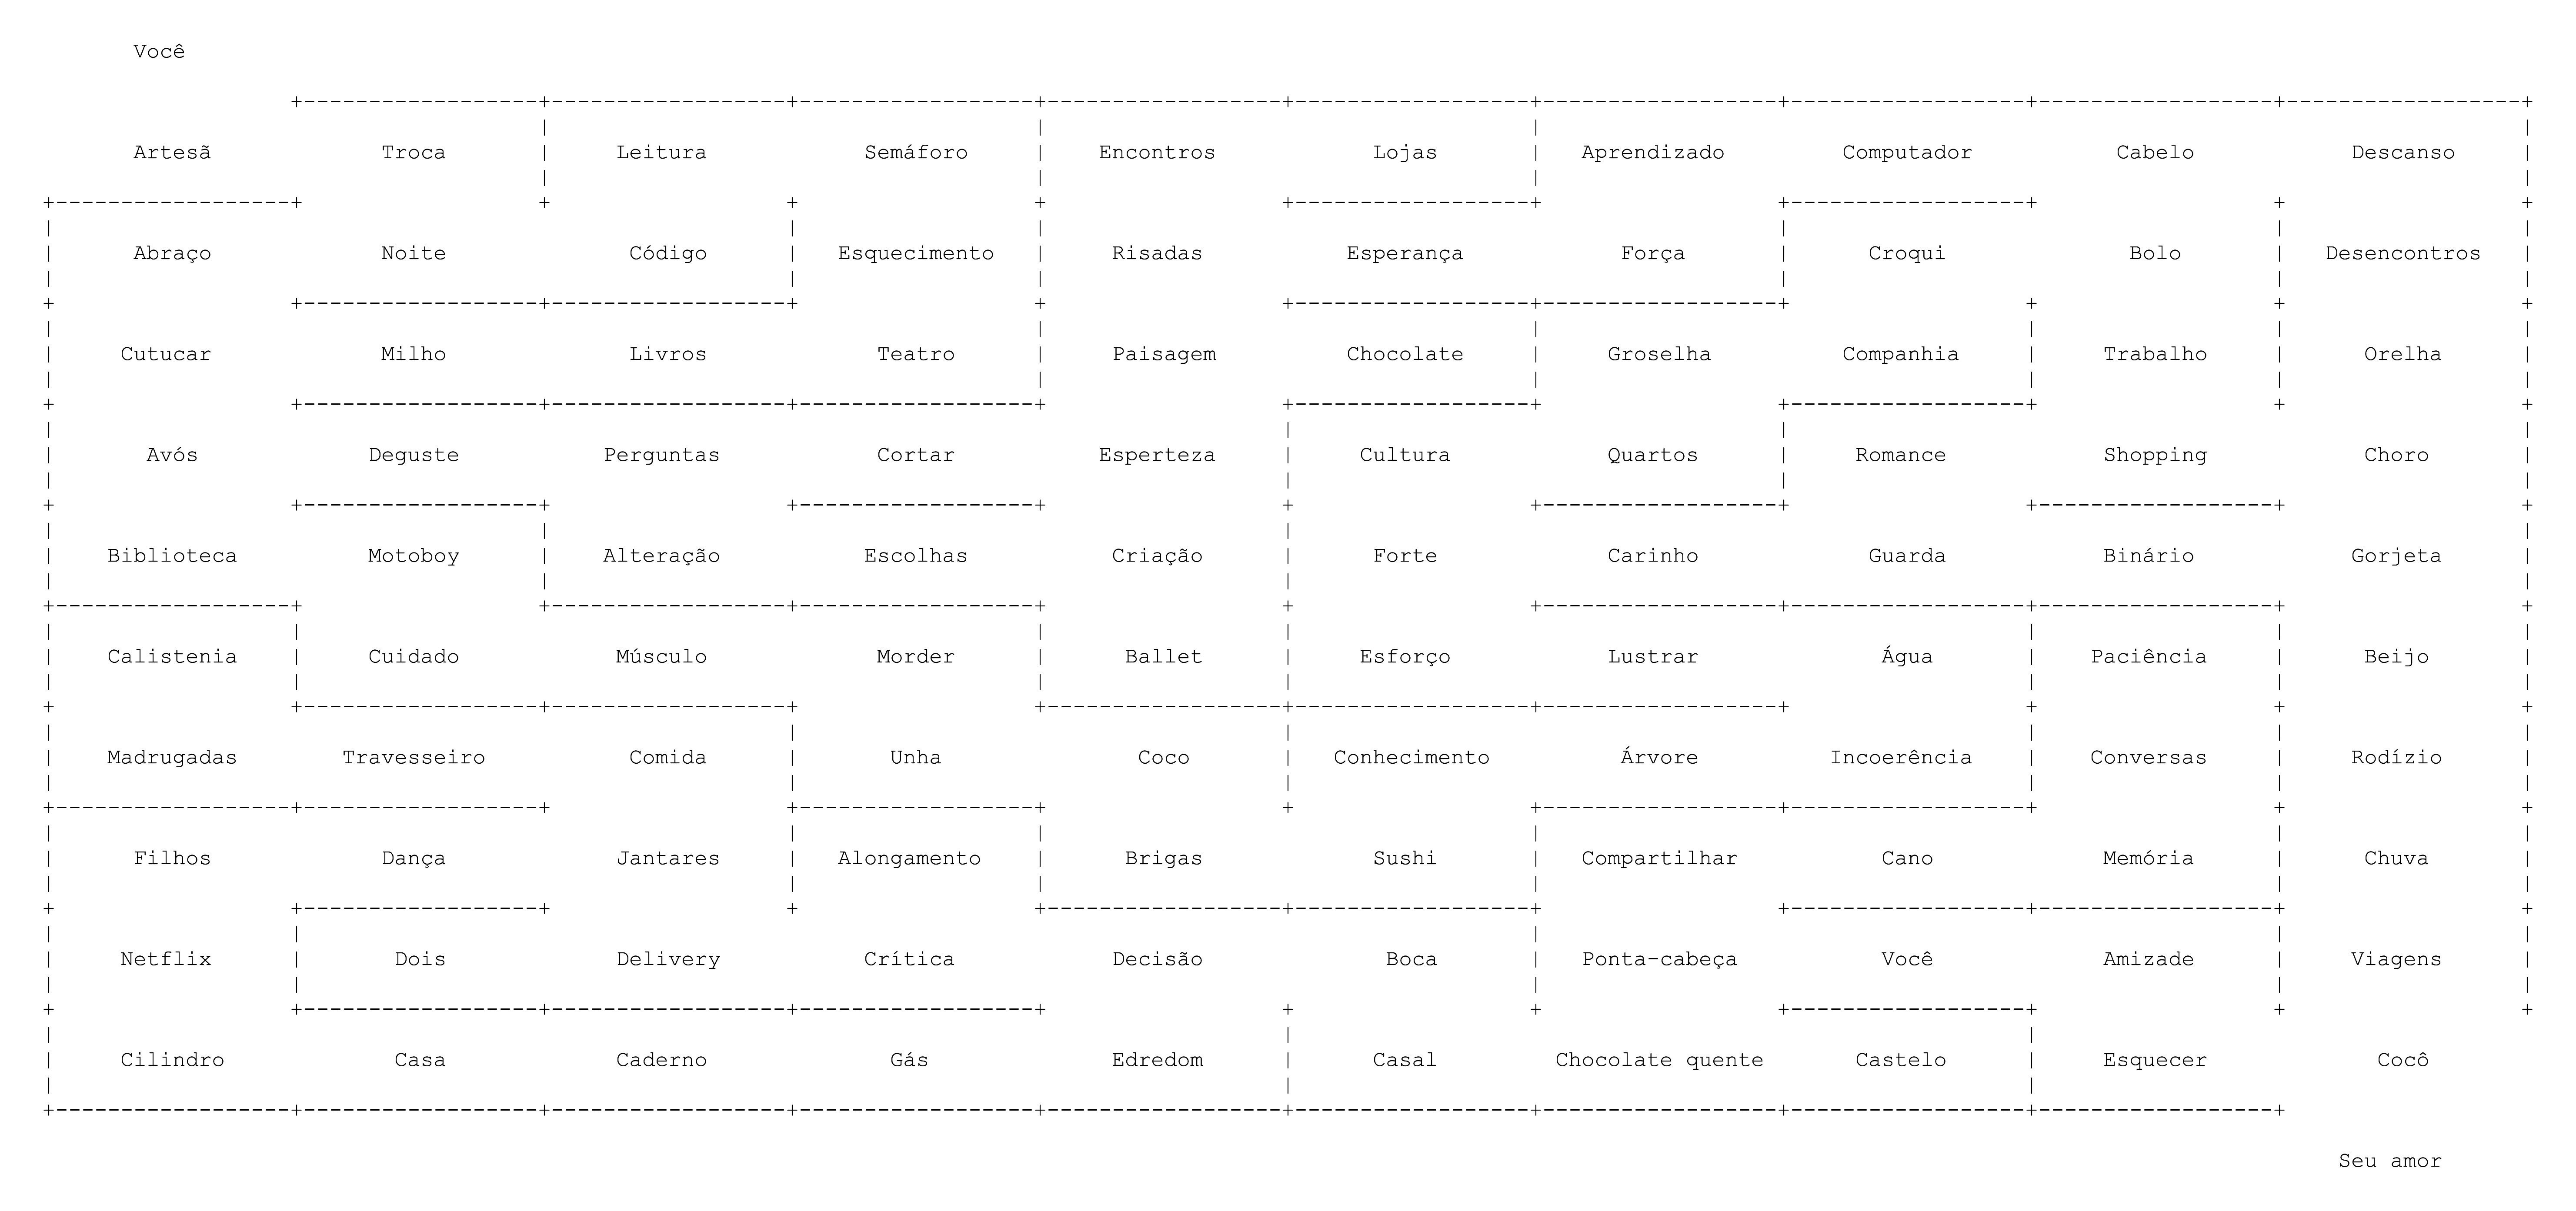 Você
Artesã Troca Leitura Semáforo Encontros Lojas Aprendizado Computador Cabelo Descanso
Abraço Noite Código Esquecimento Risadas Esperança Força Croqui Bolo Desencontros
Cutucar Milho Livros Teatro Paisagem Chocolate Groselha Companhia Trabalho Orelha
Avós Deguste Perguntas Cortar Esperteza Cultura Quartos Romance Shopping Choro
Biblioteca Motoboy Alteração Escolhas Criação Forte Carinho Guarda Binário Gorjeta
Calistenia Cuidado Músculo Morder Ballet Esforço Lustrar Água Paciência Beijo
Madrugadas Travesseiro Comida Unha Coco Conhecimento Árvore Incoerência Conversas Rodízio
Filhos Dança Jantares Alongamento Brigas Sushi Compartilhar Cano Memória Chuva
Netflix Dois Delivery Crítica Decisão Boca Ponta-cabeça Você Amizade Viagens
Cilindro Casa Caderno Gás Edredom Casal Chocolate quente Castelo Esquecer Cocô
Seu amor